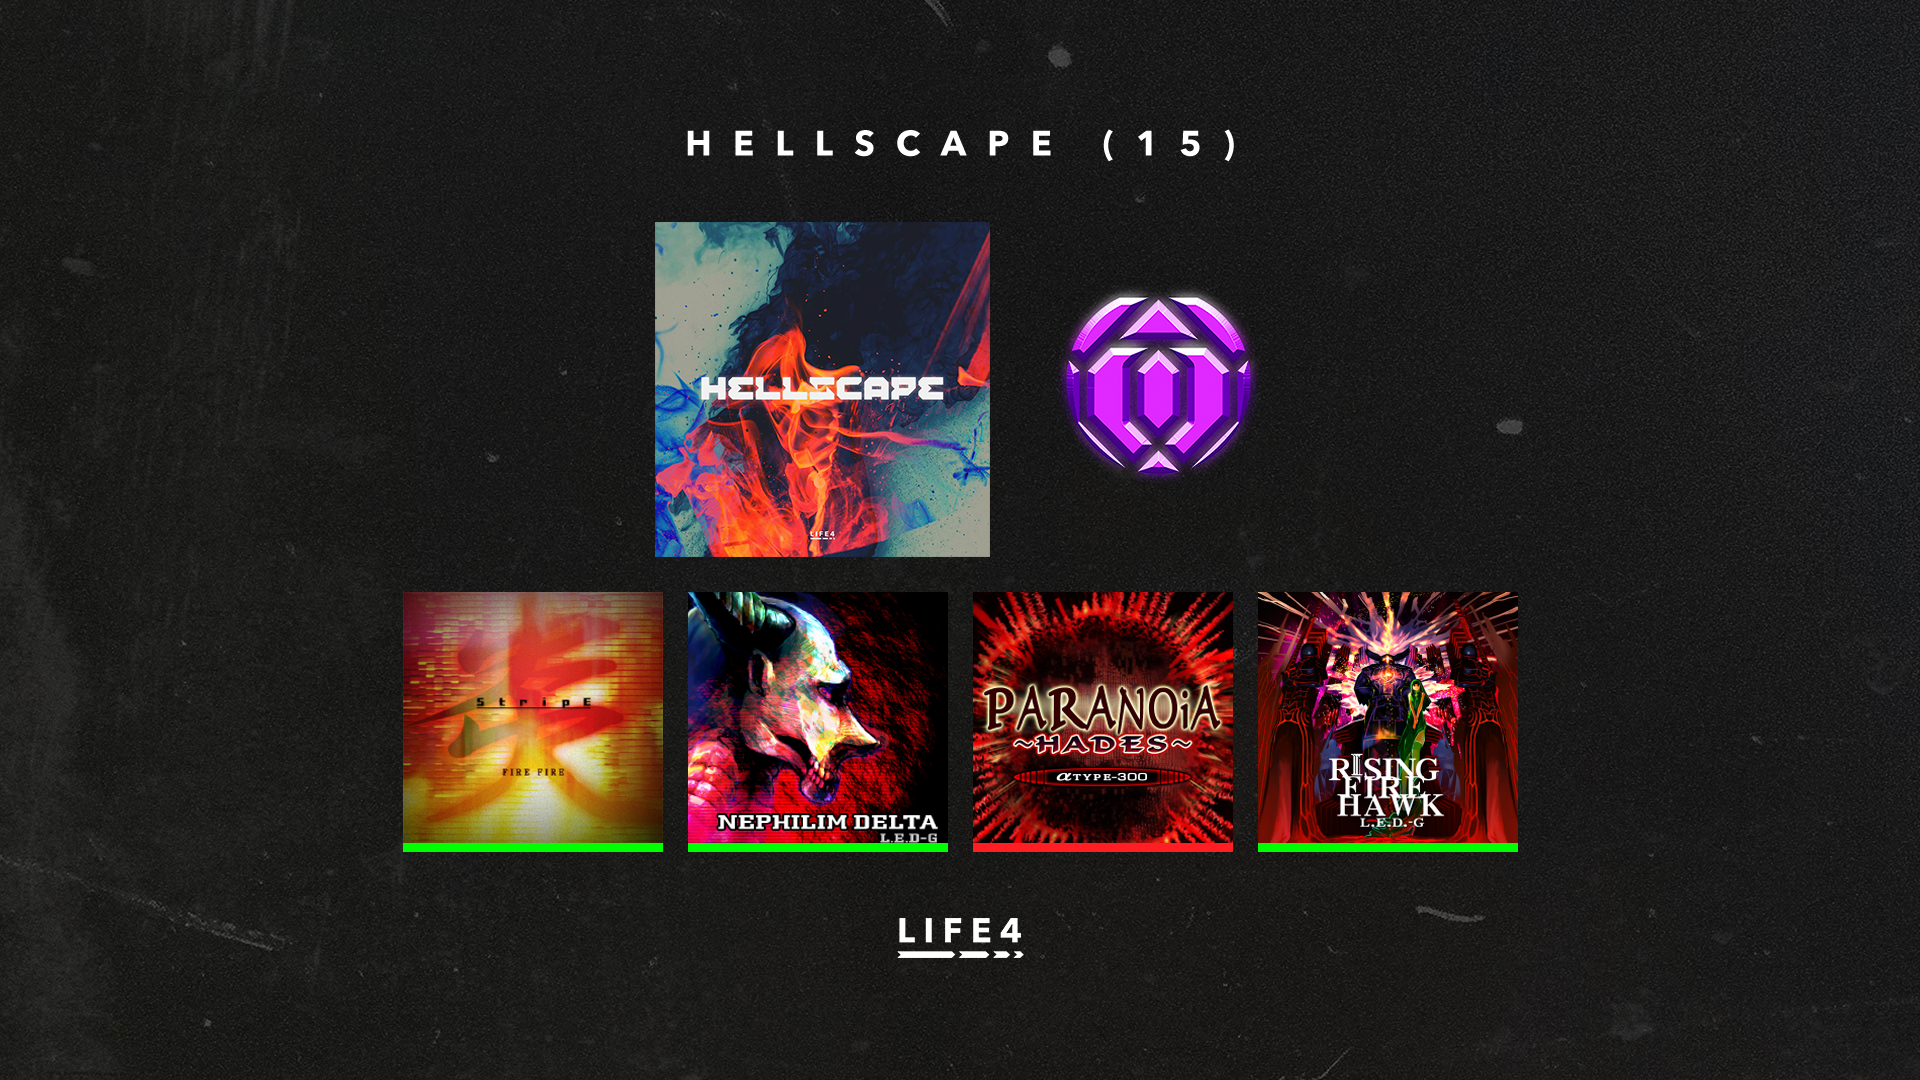 HELLSCAPE (15)
HELLSCAPE
LIFE4
StripE
FIRE FIRE
NEPHILIM DELTA
L.E.D-G
PARANOiA
~HADES~
αTYPE-300
RISING
FIRE
HAWK
L.E.D.-G
LIFE4